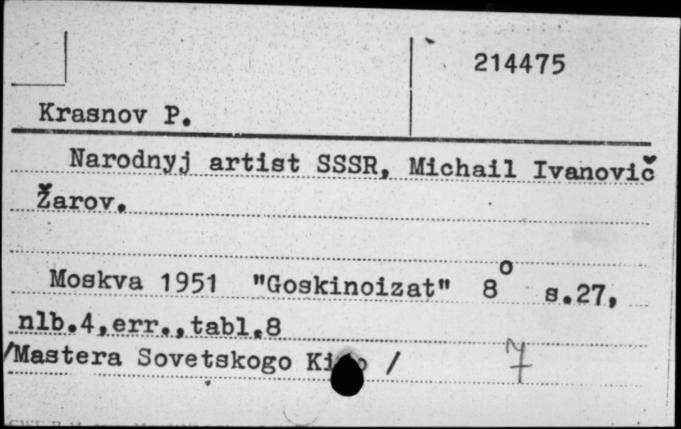 214475
Krasnov P.
Narodnyj artist SSSR, Michail Ivanovič
Žarov.
Moskva 1951 "Goskinoizat" 8° s.27,
nlb.4,err.,tabl.8
/Mastera Sovetskogo /
7